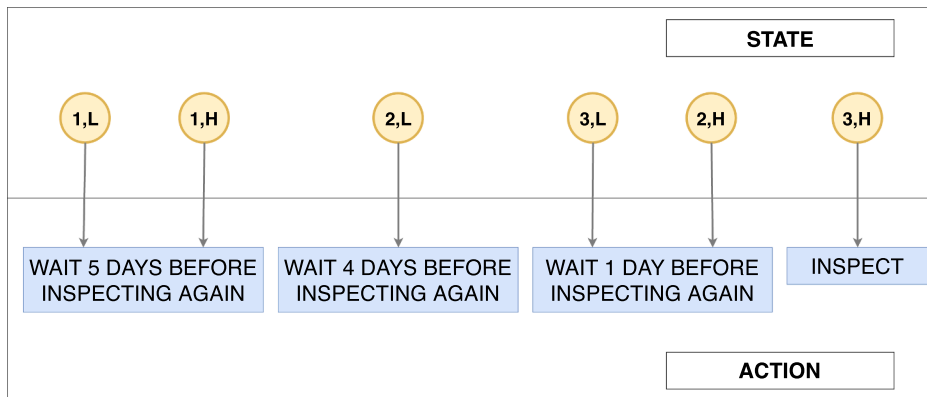 STATE
1,L
1,H
2,L
3,L
2,H
3,H
WAIT 5 DAYS BEFORE
INSPECTING AGAIN
WAIT 4 DAYS BEFORE
INSPECTING AGAIN
WAIT 1 DAY BEFORE
INSPECTING AGAIN
INSPECT
ACTION